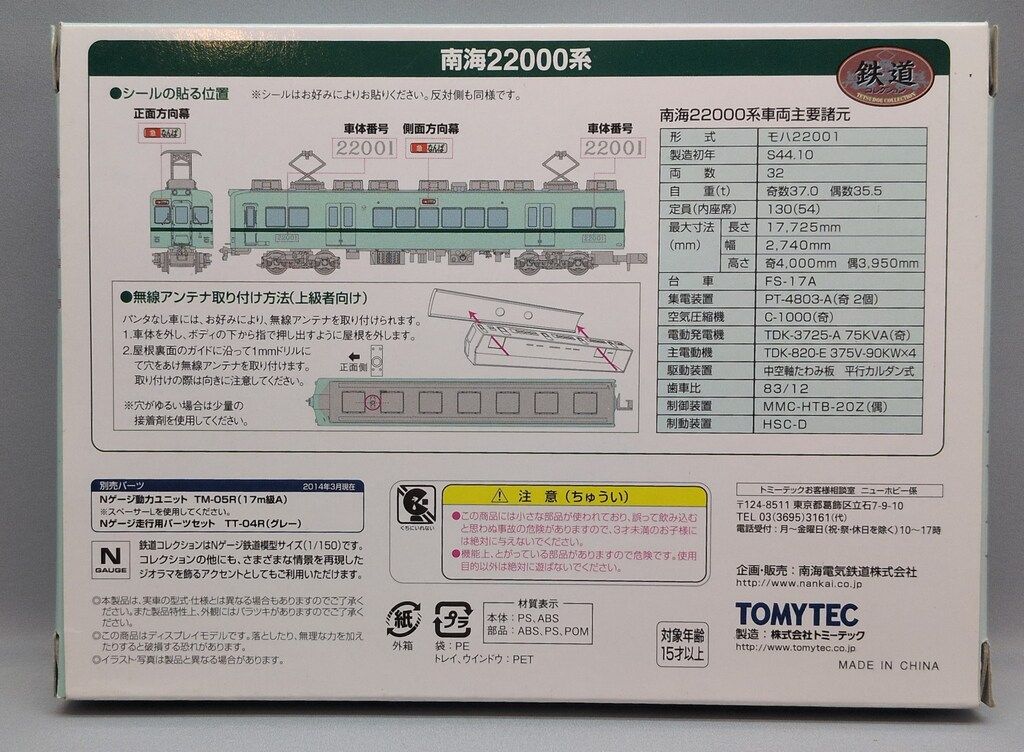 南海22000系
鉄道
コレクション
TETSUDOU COLLECTION
●シールの貼る位置 ※シールはお好みによりお貼りください。反対側も同様です。
正面方向幕
急 なんば
車体番号
22001
側面方向幕
急 なんば
車体番号
22001
22001
22001
●無線アンテナ取り付け方法(上級者向け)
パンタなし車には、お好みにより、無線アンテナを取り付けられます。
1.車体を外し、ボディの下から指で押し出すように屋根を外します。
2.屋根裏面のガイドに沿って1mmドリルに
て穴をあけ無線アンテナを取り付けます。
取り付けの際は向きに注意してください。
※穴がゆるい場合は少量の
接着剤を使用してください。
正面側
南海22000系車両主要諸元
形 式 モハ22001
製造初年 S44.10
両 数 32
自 重(t) 奇数37.0 偶数35.5
定員(内座席) 130(54)
最大寸法(mm) 長さ 17,725mm
幅 2,740mm
高さ 奇4,000mm 偶3,950mm
台 車 FS-17A
集電装置 PT-4803-A(奇 2個)
空気圧縮機 C-1000(奇)
電動発電機 TDK-3725-A 75KVA(奇)
主電動機 TDK-820-E 375V-90KW×4
駆動装置 中空軸たわみ板 平行カルダン式
歯車比 83/12
制御装置 MMC-HTB-20Z(偶)
制動装置 HSC-D
別売パーツ 2014年3月現在
Nゲージ動力ユニット TM-05R(17m級A)
※スペーサーLを使用してください。
Nゲージ走行用パーツセット TT-04R(グレー)
N
GAUGE
鉄道コレクションはNゲージ鉄道模型サイズ(1/150)です。
コレクションの他にも、さまざまな情景を再現した
ジオラマを飾るアクセントとしてもご利用いただけます。
◎本製品は、実車の型式・仕様とは異なる場合もありますのでご了承く
ださい。また製品特性上、外観にはバラツキがありますのでご了承く
ださい。
◎この商品はディスプレイモデルです。落としたり、無理な力を加え
たりすると破損する恐れがあります。
◎イラスト・写真は製品と異なる場合があります。
くちにいれない
注 意 (ちゅうい)
●この商品には小さな部品が使われており、誤って飲み込む
と思わぬ事故の危険がありますので、3才未満のお子様に
は絶対に与えないでください。
●機能上、とがっている部品がありますので危険です。使用
目的以外は絶対に遊ばないでください。
紙
外箱
プラ
袋:PE
トレイ、ウインドウ:PET
材質表示
本体:PS,ABS
部品:ABS,PS,POM
対象年齢
15才以上
トミーテックお客様相談室 ニューホビー係
〒124-8511 東京都葛飾区立石7-9-10
TEL 03(3695)3161(代)
電話受付:月〜金曜日(祝・祭・休日を除く)10〜17時
企画・販売:南海電気鉄道株式会社
http://www.nankai.co.jp
TOMYTEC
製造:株式会社トミーテック
http://www.tomytec.co.jp
MADE IN CHINA